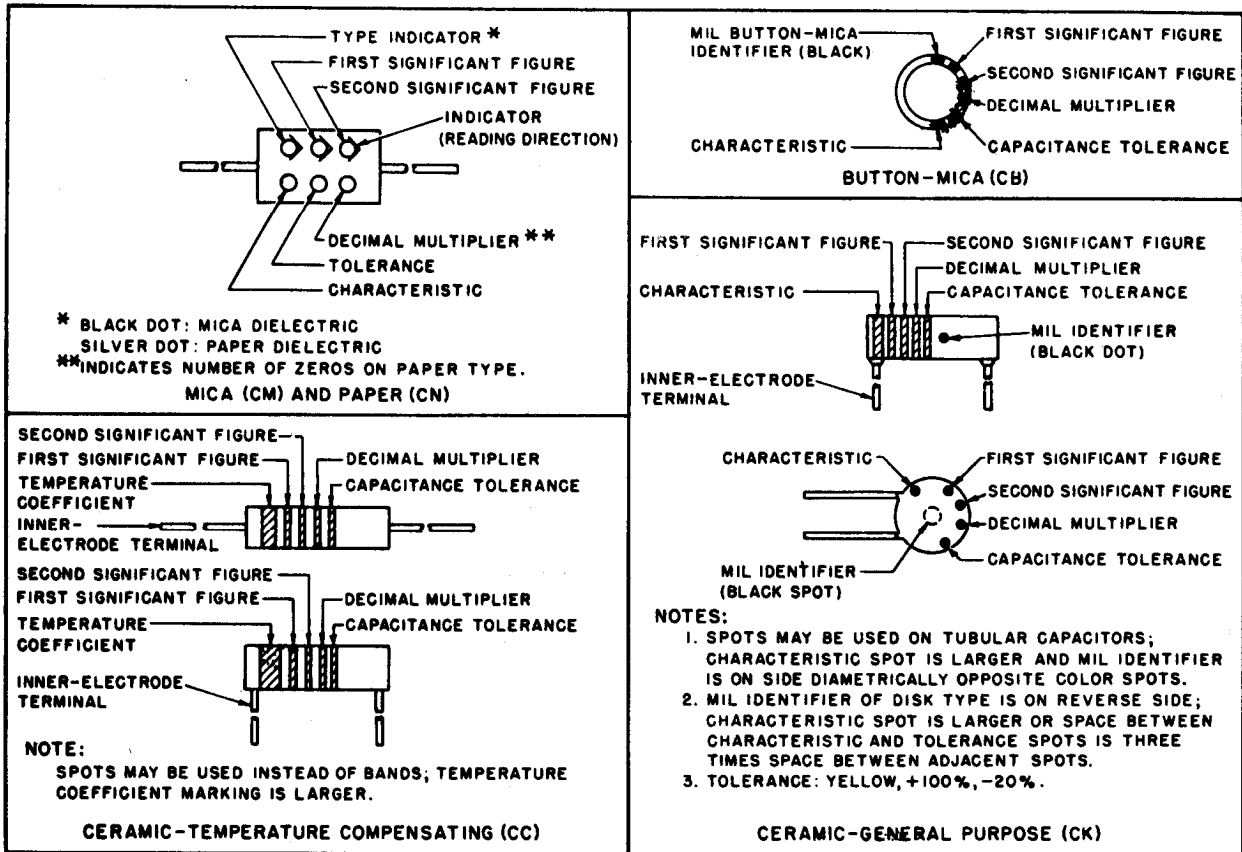 TYPE INDICATOR *
FIRST SIGNIFICANT FIGURE
SECOND SIGNIFICANT FIGURE
INDICATOR
(READING DIRECTION)
DECIMAL MULTIPLIER **
TOLERANCE
CHARACTERISTIC
* BLACK DOT: MICA DIELECTRIC
SILVER DOT: PAPER DIELECTRIC
**INDICATES NUMBER OF ZEROS ON PAPER TYPE.
MICA (CM) AND PAPER (CN)
MIL BUTTON-MICA
IDENTIFIER (BLACK)
FIRST SIGNIFICANT FIGURE
SECOND SIGNIFICANT FIGURE
DECIMAL MULTIPLIER
CAPACITANCE TOLERANCE
CHARACTERISTIC
BUTTON-MICA (CB)
SECOND SIGNIFICANT FIGURE
FIRST SIGNIFICANT FIGURE
DECIMAL MULTIPLIER
TEMPERATURE
COEFFICIENT
CAPACITANCE TOLERANCE
INNER-
ELECTRODE TERMINAL
SECOND SIGNIFICANT FIGURE
FIRST SIGNIFICANT FIGURE
DECIMAL MULTIPLIER
TEMPERATURE
COEFFICIENT
CAPACITANCE TOLERANCE
INNER-ELECTRODE
TERMINAL
NOTE:
SPOTS MAY BE USED INSTEAD OF BANDS; TEMPERATURE
COEFFICIENT MARKING IS LARGER.
CERAMIC-TEMPERATURE COMPENSATING (CC)
FIRST SIGNIFICANT FIGURE
SECOND SIGNIFICANT FIGURE
DECIMAL MULTIPLIER
CHARACTERISTIC
CAPACITANCE TOLERANCE
MIL IDENTIFIER
(BLACK DOT)
INNER-ELECTRODE
TERMINAL
CHARACTERISTIC
FIRST SIGNIFICANT FIGURE
SECOND SIGNIFICANT FIGURE
DECIMAL MULTIPLIER
CAPACITANCE TOLERANCE
MIL IDENTIFIER
(BLACK SPOT)
NOTES:
1. SPOTS MAY BE USED ON TUBULAR CAPACITORS;
CHARACTERISTIC SPOT IS LARGER AND MIL IDENTIFIER
IS ON SIDE DIAMETRICALLY OPPOSITE COLOR SPOTS.
2. MIL IDENTIFIER OF DISK TYPE IS ON REVERSE SIDE;
CHARACTERISTIC SPOT IS LARGER OR SPACE BETWEEN
CHARACTERISTIC AND TOLERANCE SPOTS IS THREE
TIMES SPACE BETWEEN ADJACENT SPOTS.
3. TOLERANCE: YELLOW, +100%, -20%.
CERAMIC-GENERAL PURPOSE (CK)